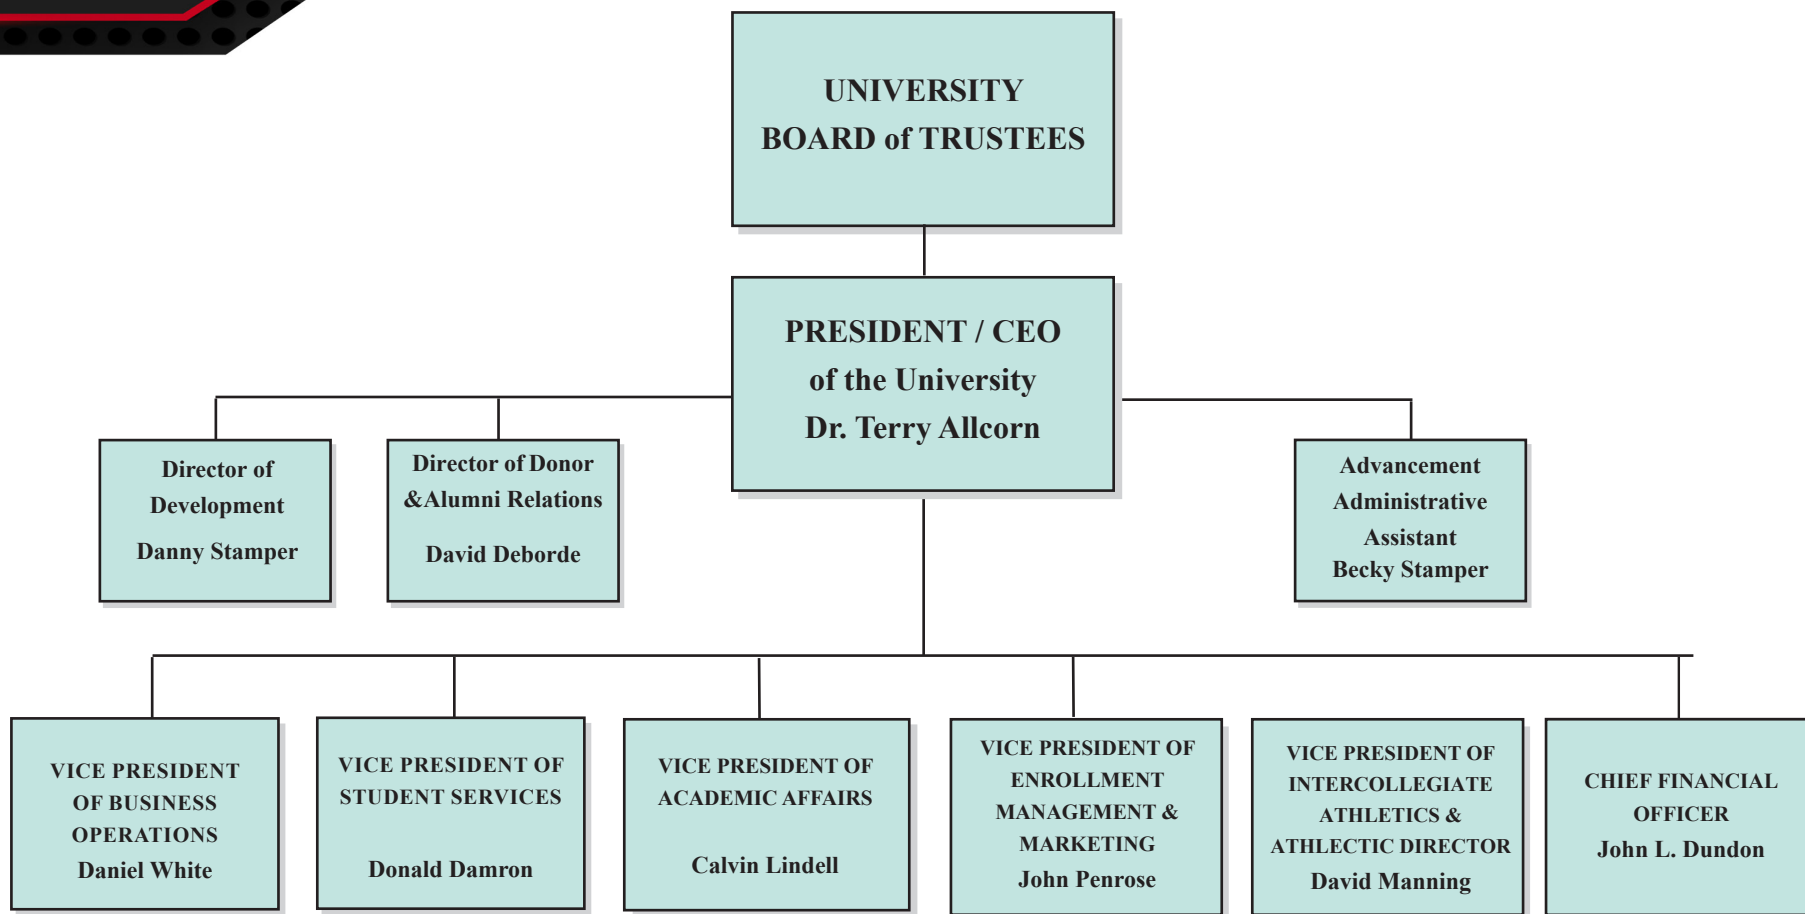 UNIVERSITY
BOARD of TRUSTEES
PRESIDENT / CEO
of the University
Dr. Terry Allcorn
Director of
Development
Danny Stamper
Director of Donor
&Alumni Relations
David Deborde
Advancement
Administrative
Assistant
Becky Stamper
VICE PRESIDENT
OF BUSINESS
OPERATIONS
Daniel White
VICE PRESIDENT OF
STUDENT SERVICES
Donald Damron
VICE PRESIDENT OF
ACADEMIC AFFAIRS
Calvin Lindell
VICE PRESIDENT OF
ENROLLMENT
MANAGEMENT &
MARKETING
John Penrose
VICE PRESIDENT OF
INTERCOLLEGIATE
ATHLETICS &
ATHLECTIC DIRECTOR
David Manning
CHIEF FINANCIAL
OFFICER
John L. Dundon